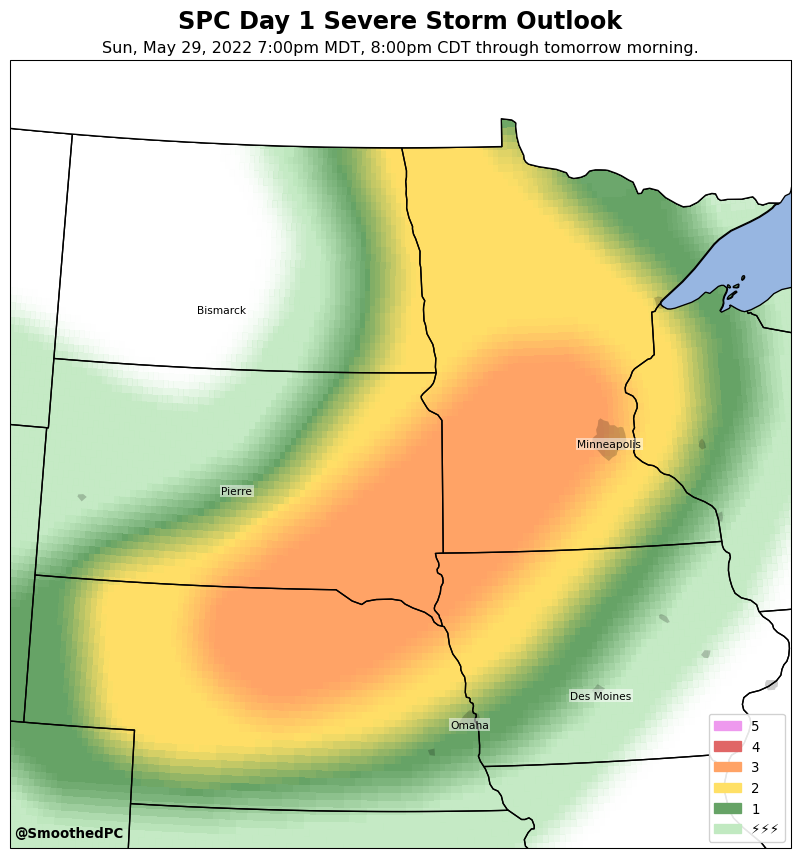 SPC Day 1 Severe Storm Outlook
Sun, May 29, 2022 7:00pm MDT, 8:00pm CDT through tomorrow morning.
Bismarck
Minneapolis
Pierre
Des Moines
Omaha
5
4
3
2
1
⚡⚡⚡
@SmoothedPC